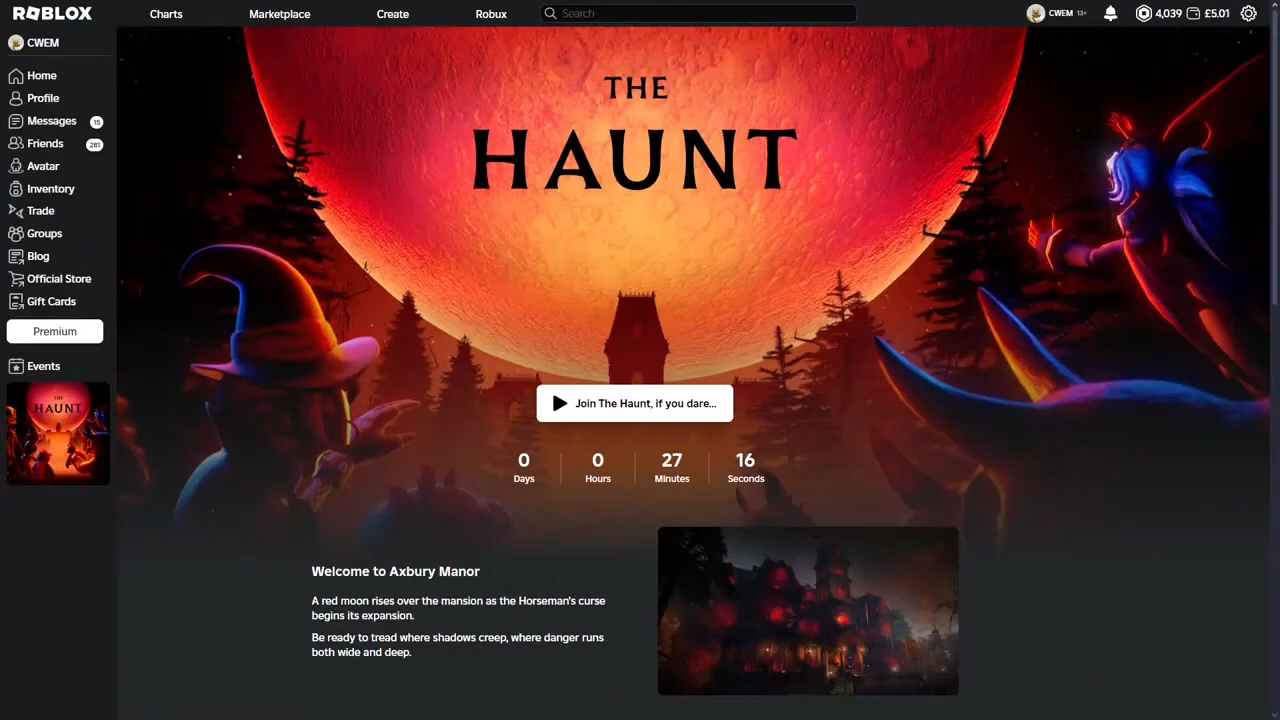 ROBLOX
Charts
Marketplace
Create
Robux
Search
CWEM 13+
4,039
£5.01
CWEM
Home
Profile
Messages 15
Friends 281
Avatar
Inventory
Trade
Groups
Blog
Official Store
Gift Cards
Premium
Events
THE
HAUNT
THE
HAUNT
Join The Haunt, if you dare...
0 0 27 16
Days Hours Minutes Seconds
Welcome to Axbury Manor
A red moon rises over the mansion as the Horseman's curse
begins its expansion.
Be ready to tread where shadows creep, where danger runs
both wide and deep.